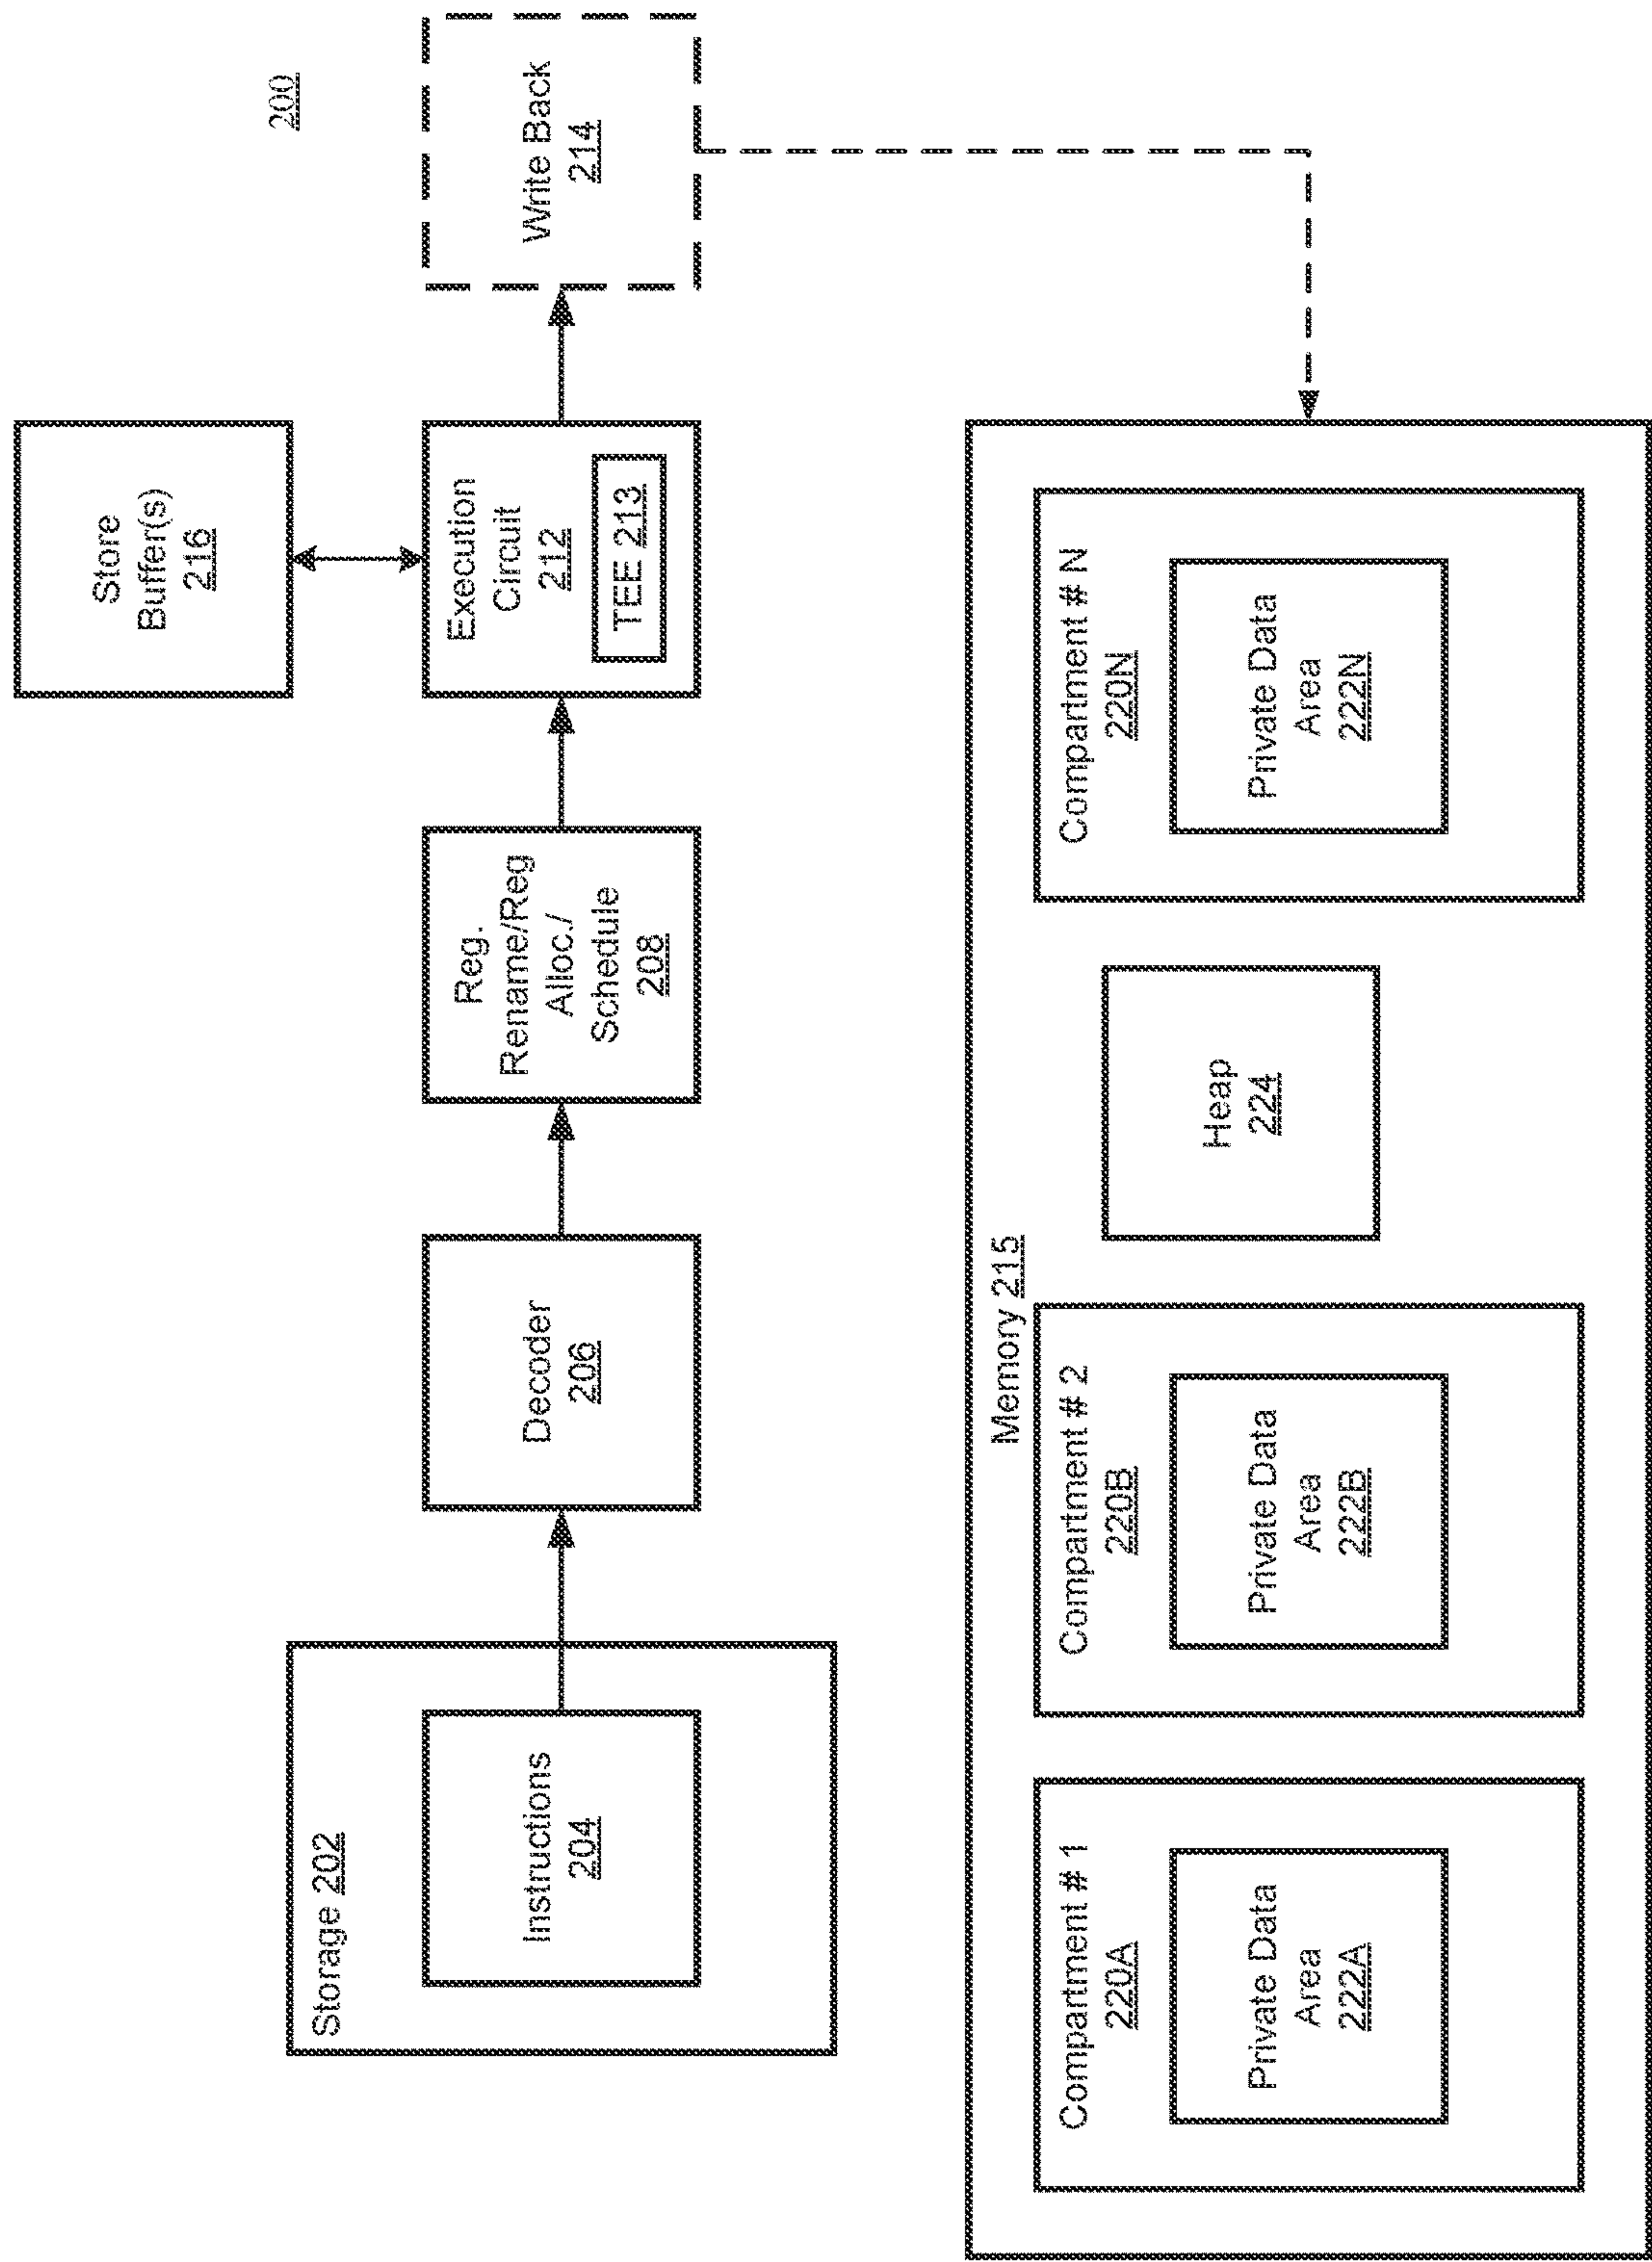 200
Storage 202
Instructions
204
Decoder
206
Reg.
Rename/Reg
Alloc./
Schedule
208
Store
Buffer(s)
216
Execution
Circuit
212
TEE 213
Write Back
214
Memory 215
Compartment # 1
220A
Private Data
Area
222A
Compartment # 2
220B
Private Data
Area
222B
Heap
224
Compartment # N
220N
Private Data
Area
222N